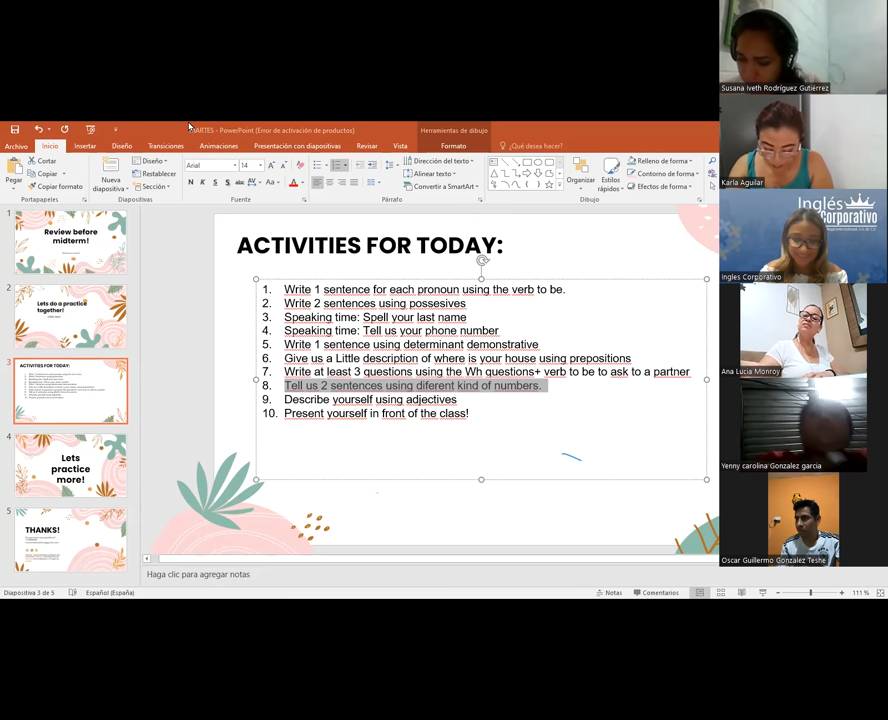 ARTES - PowerPoint (Error de activación de productos)
Herramientas de dibujo
Archivo
Inicio
Insertar
Diseño
Transiciones
Animaciones
Presentación con diapositivas
Revisar
Vista
Formato
¿Qué desea hacer?
Pegar
Cortar
Copiar
Copiar formato
Portapapeles
Nueva diapositiva
Diseño
Restablecer
Sección
Diapositivas
Arial
14
Fuente
Párrafo
Dirección del texto
Alinear texto
Convertir a SmartArt
Organizar
Estilos rápidos
Relleno de forma
Contorno de forma
Efectos de forma
Dibujo
1
Review before
midterm!
2
Lets do a practice
together!
3
ACTIVITIES FOR TODAY:
4
Lets
practice
more!
5
THANKS!
ACTIVITIES FOR TODAY:
1. Write 1 sentence for each pronoun using the verb to be.
2. Write 2 sentences using possesives
3. Speaking time: Spell your last name
4. Speaking time: Tell us your phone number
5. Write 1 sentence using determinant demonstrative
6. Give us a Little description of where is your house using prepositions
7. Write at least 3 questions using the Wh questions+ verb to be to ask to a partner
8. Tell us 2 sentences using diferent kind of numbers.
9. Describe yourself using adjectives
10. Present yourself in front of the class!
Haga clic para agregar notas
Diapositiva 3 de 5
Español (España)
Notas
Comentarios
111 %
Susana Iveth Rodríguez Gutiérrez
Karla Aguilar
Inglés
Corporativo
Ingles Corporativo
Ana Lucia Monroy
Yenny carolina Gonzalez garcia
Oscar Guillermo González Teshe